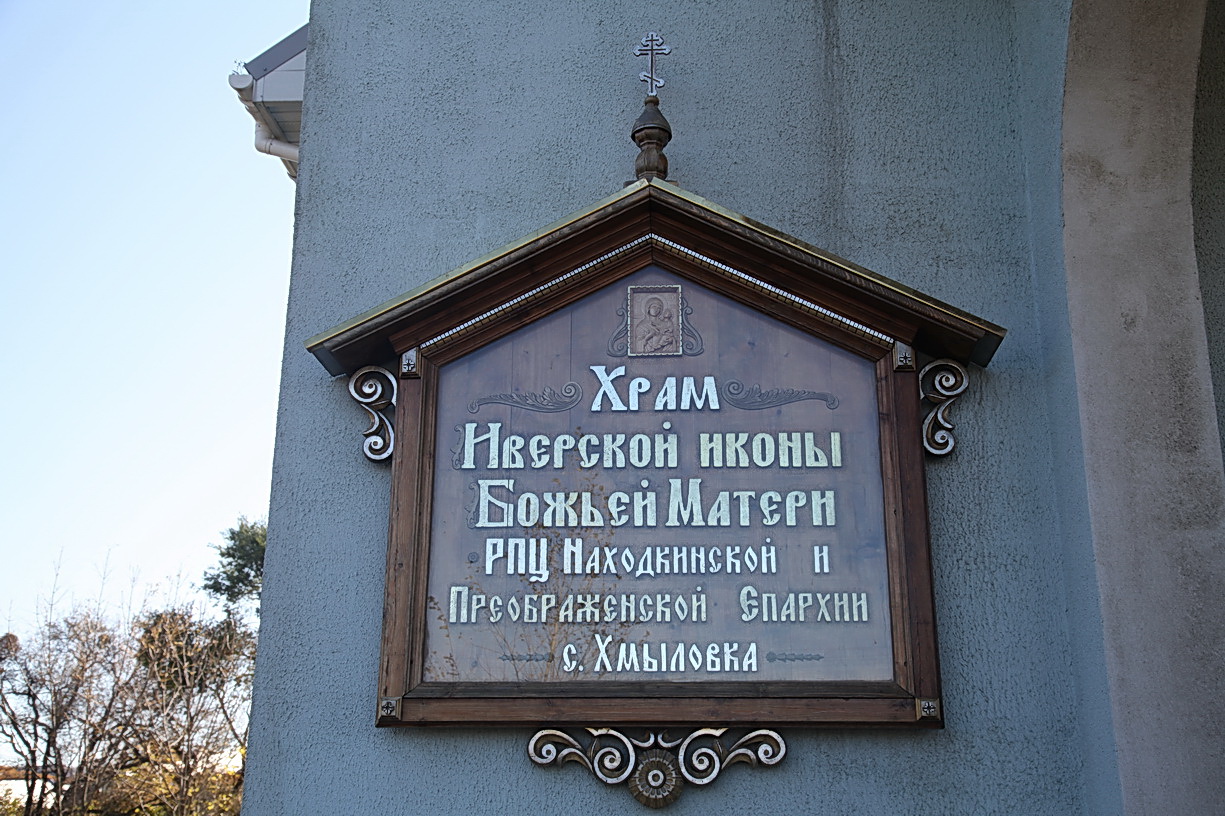 Храм
Иверской иконы
Божьей Матери
РПЦ Находкинской и
Преображенской Епархии
с. Хмыловка